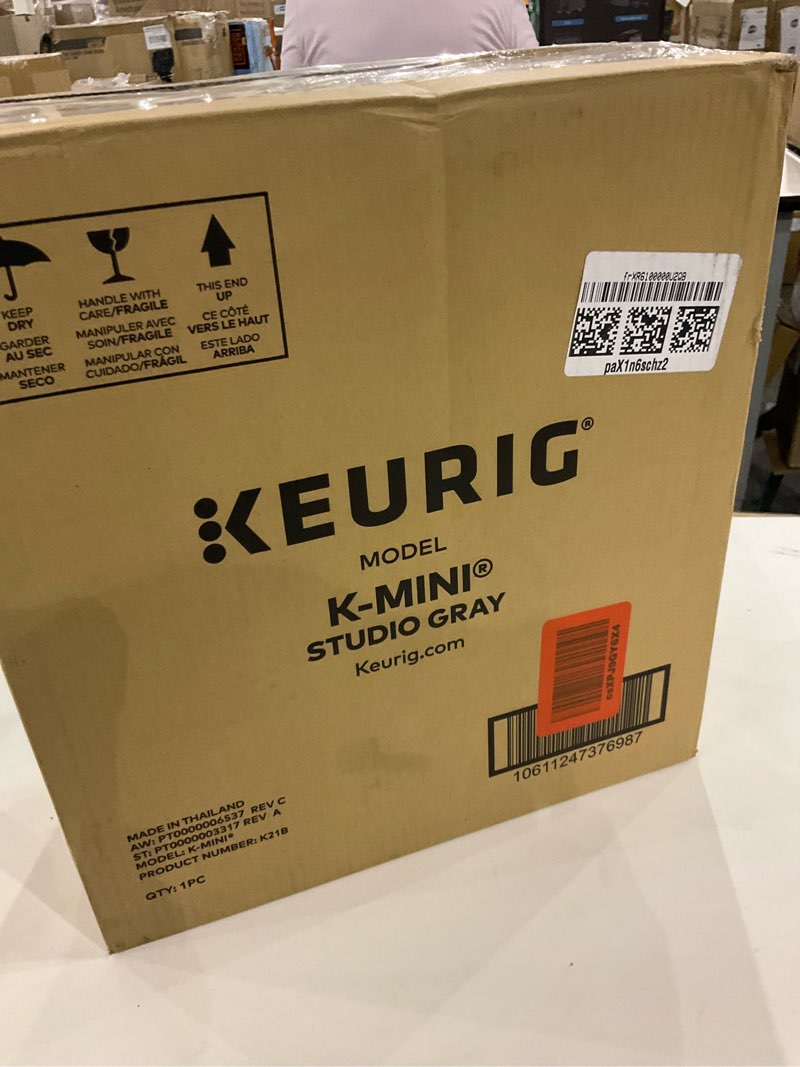 KEEP
DRY
GARDER
AU SEC
MANTENER
SECO
HANDLE WITH
CARE/FRAGILE
MANIPULER AVEC
SOIN/FRAGILE
MANIPULAR CON
CUIDADO/FRÁGIL
THIS END
UP
CE CÔTÉ
VERS LE HAUT
ESTE LADO
ARRIBA
frXR6100000U2QB
paX1n6schz2
KEURIG®
MODEL
K-MINI®
STUDIO GRAY
Keurig.com
csXPJ9GY6X4
10611247376987
MADE IN THAILAND
AW: PT0000006537 REV C
ST: PT0000003317 REV A
MODEL: K-MINI®
PRODUCT NUMBER: K21B
QTY: 1PC